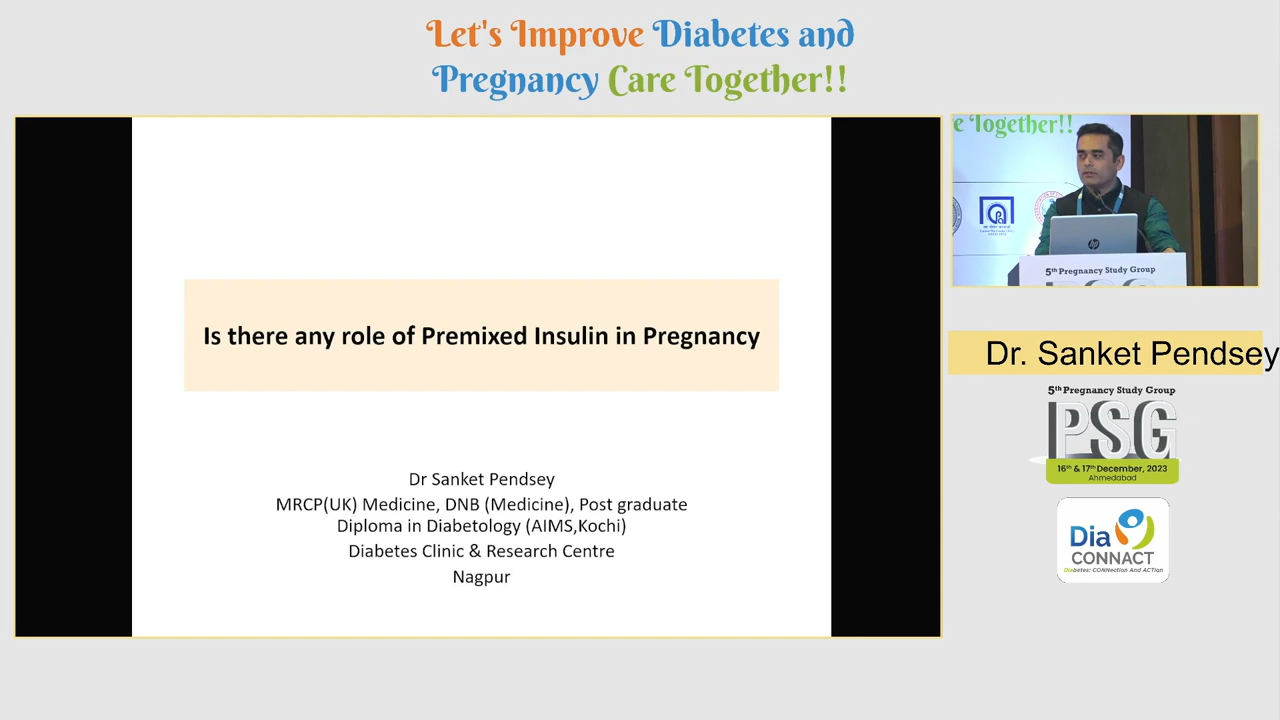 Let's Improve Diabetes and
Pregnancy Care Together!!
e Together!!
hp
5th Pregnancy Study Group
Is there any role of Premixed Insulin in Pregnancy
Dr Sanket Pendsey
MRCP(UK) Medicine, DNB (Medicine), Post graduate
Diploma in Diabetology (AIMS,Kochi)
Diabetes Clinic & Research Centre
Nagpur
Dr. Sanket Pendsey
5th Pregnancy Study Group
PSG
16th & 17th December, 2023
Ahmedabad
Dia
CONNACT
Diabetes: CONNection And ACTion